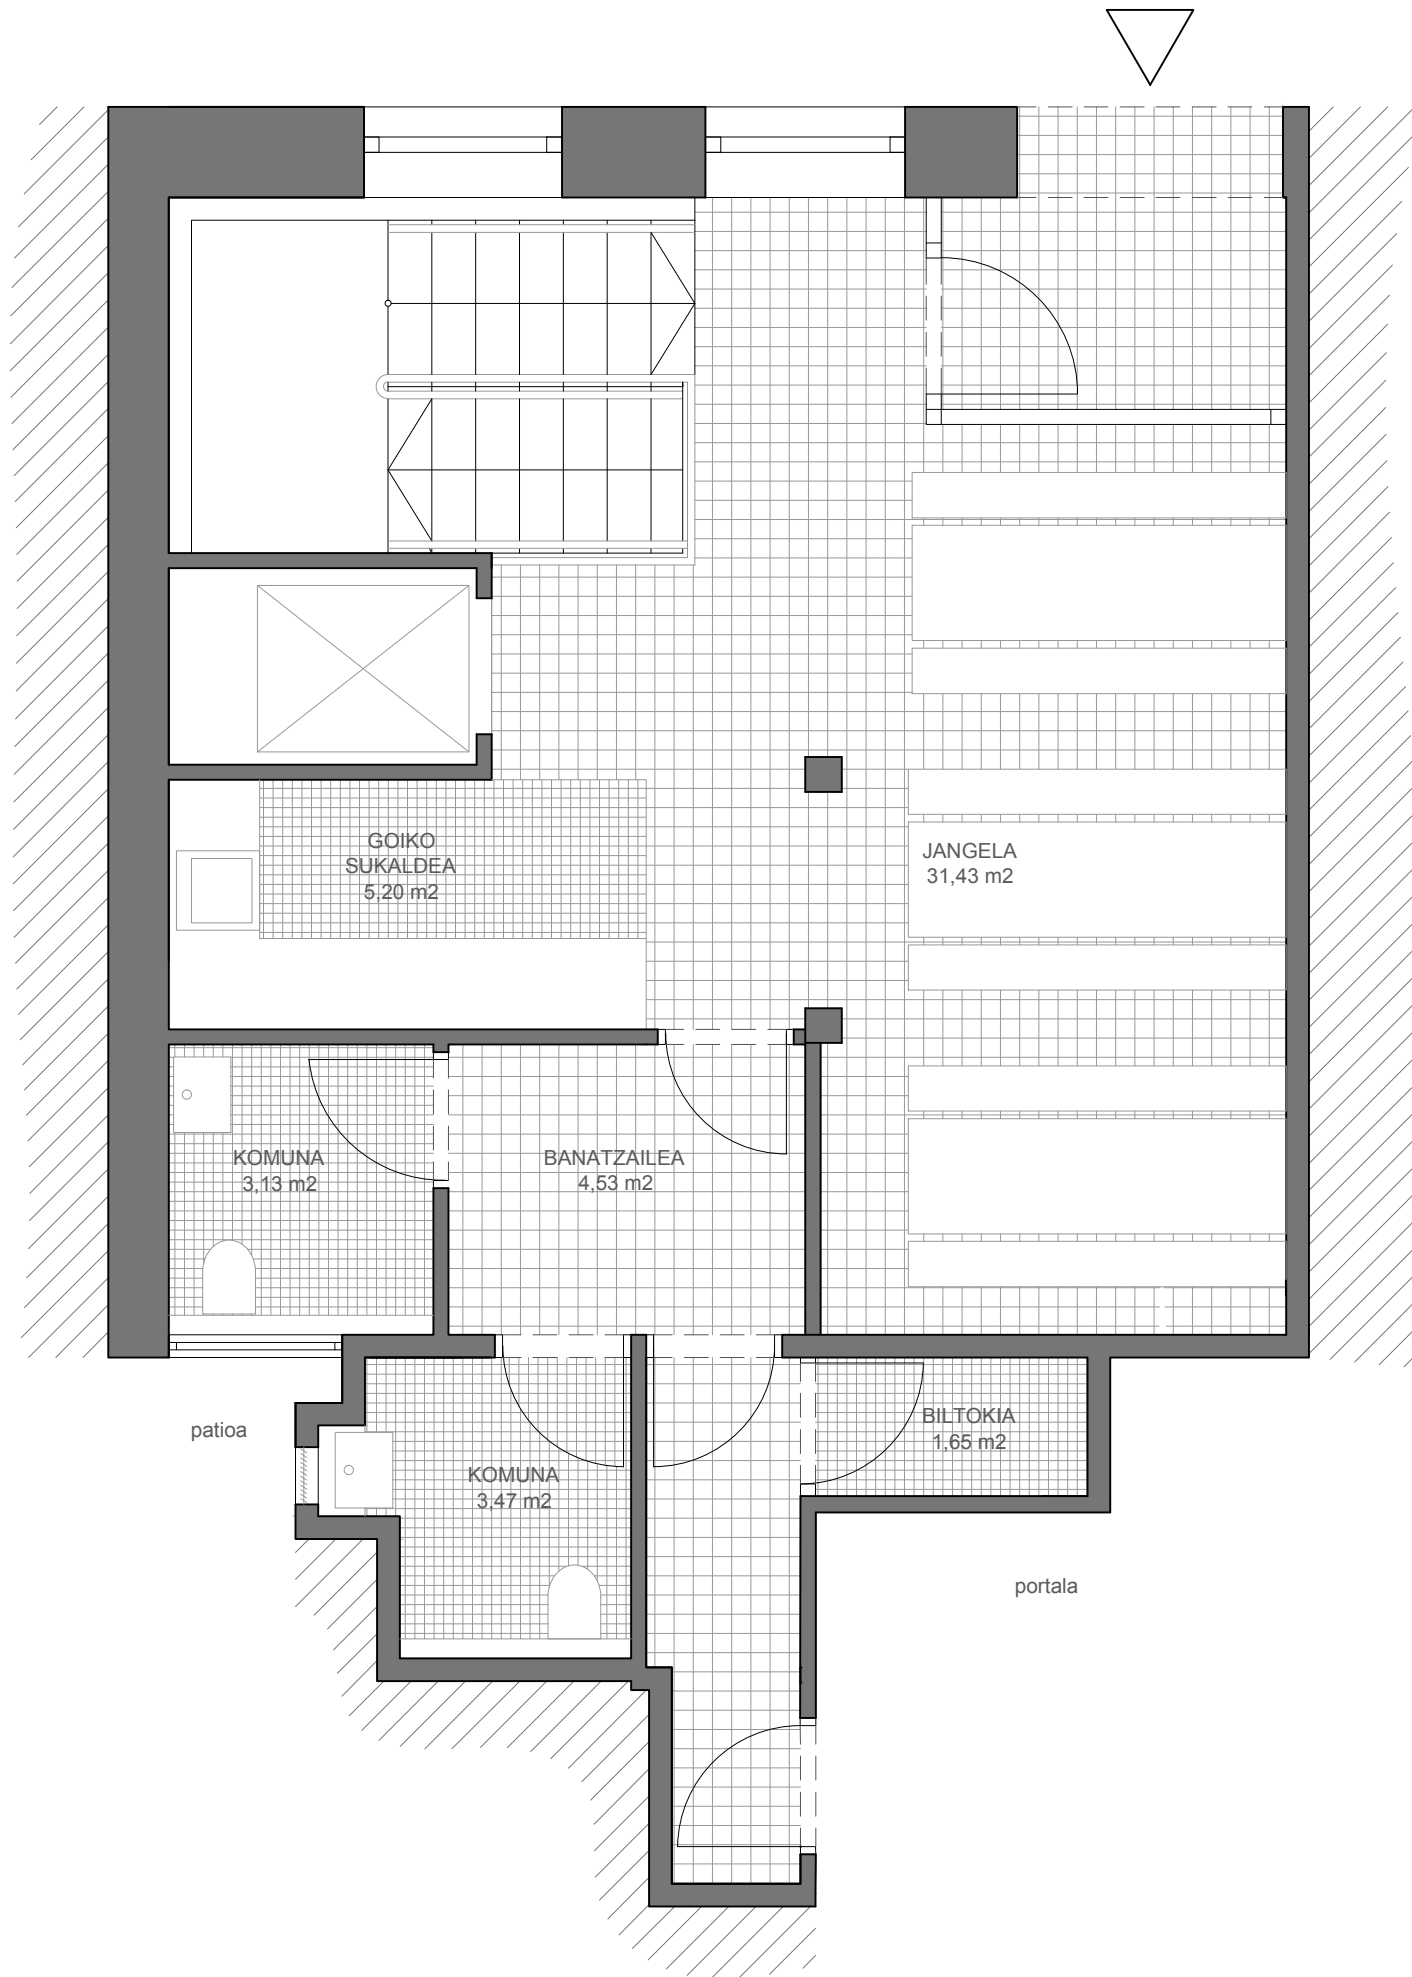 GOIKO
SUKALDEA
5,20 m2
JANGELA
31,43 m2
KOMUNA
3,13 m2
BANATZAILEA
4,53 m2
patioa
KOMUNA
3,47 m2
BILTOKIA
1,65 m2
portala